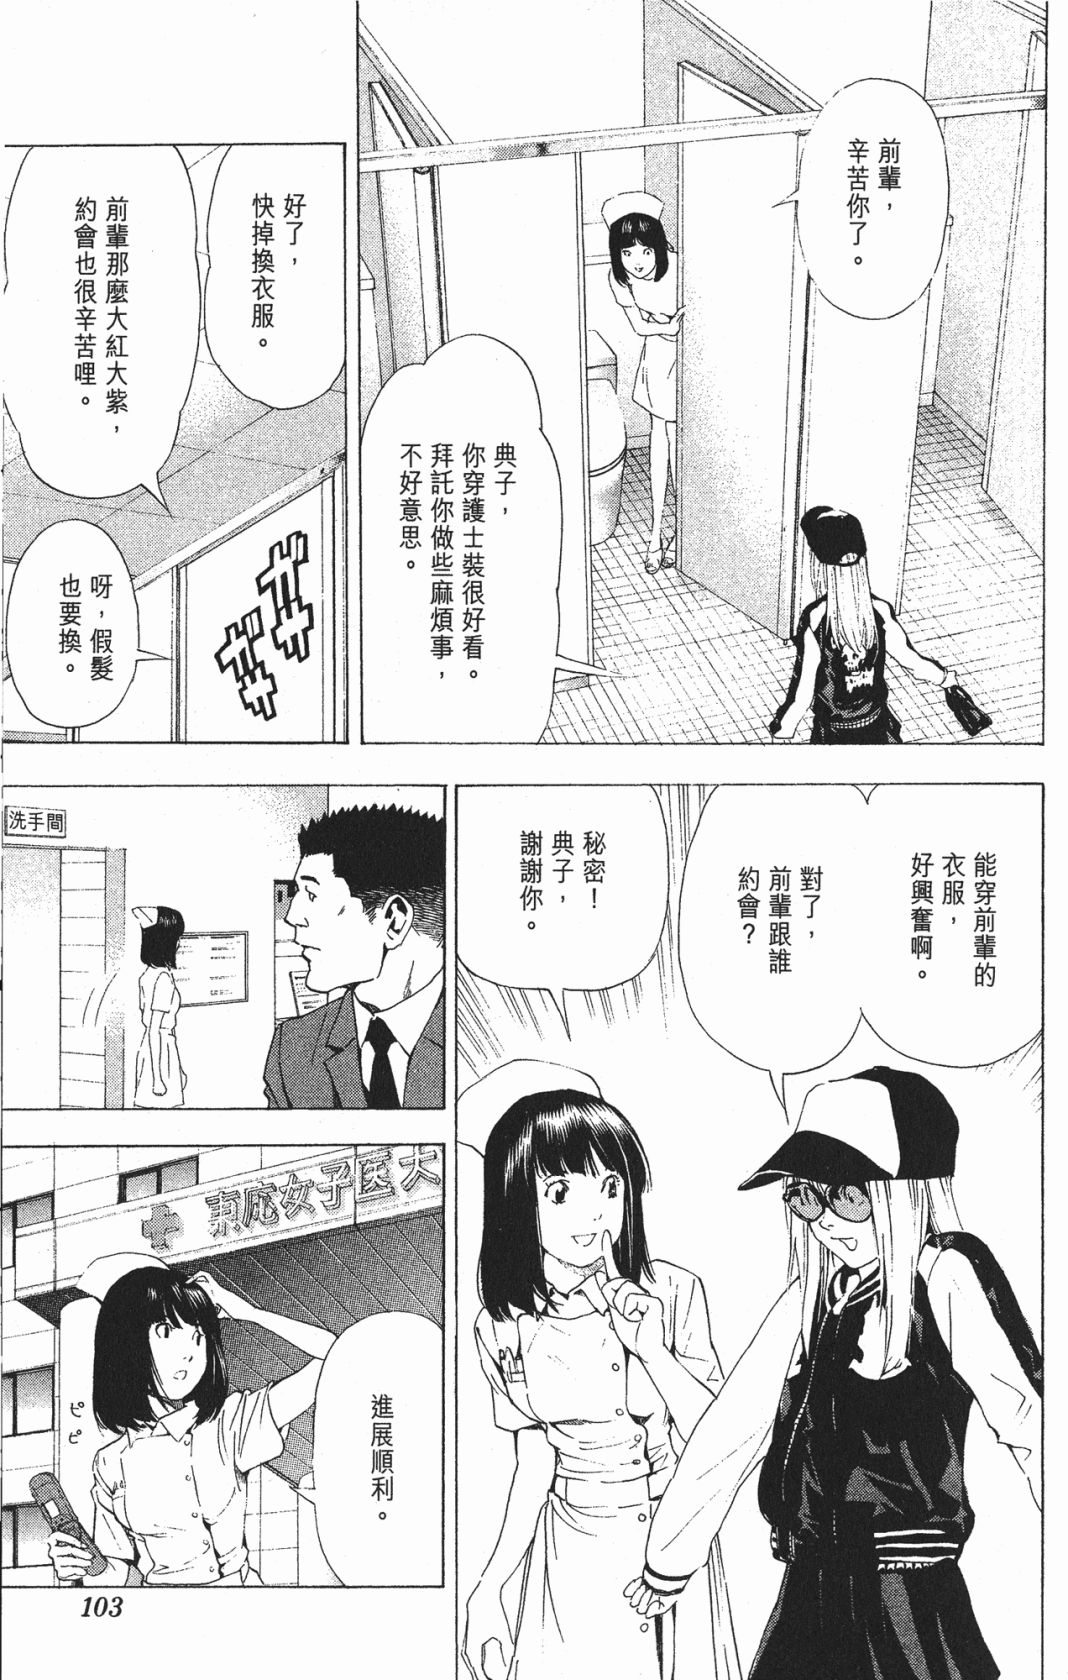 前輩，
辛苦你了。
典子，
你穿護士裝很好看。
拜託你做些麻煩事，
不好意思。
好了，
快掉換衣服。
前輩那麼大紅大紫，
約會也很辛苦哩。
ガギギギ
呀，假髮
也要換。
能穿前輩的
衣服，
好興奮啊。
對了，
前輩跟誰
約會？
秘密！
典子，
謝謝你。
洗手間
東応女子医大
進展順利。
ピピ
103